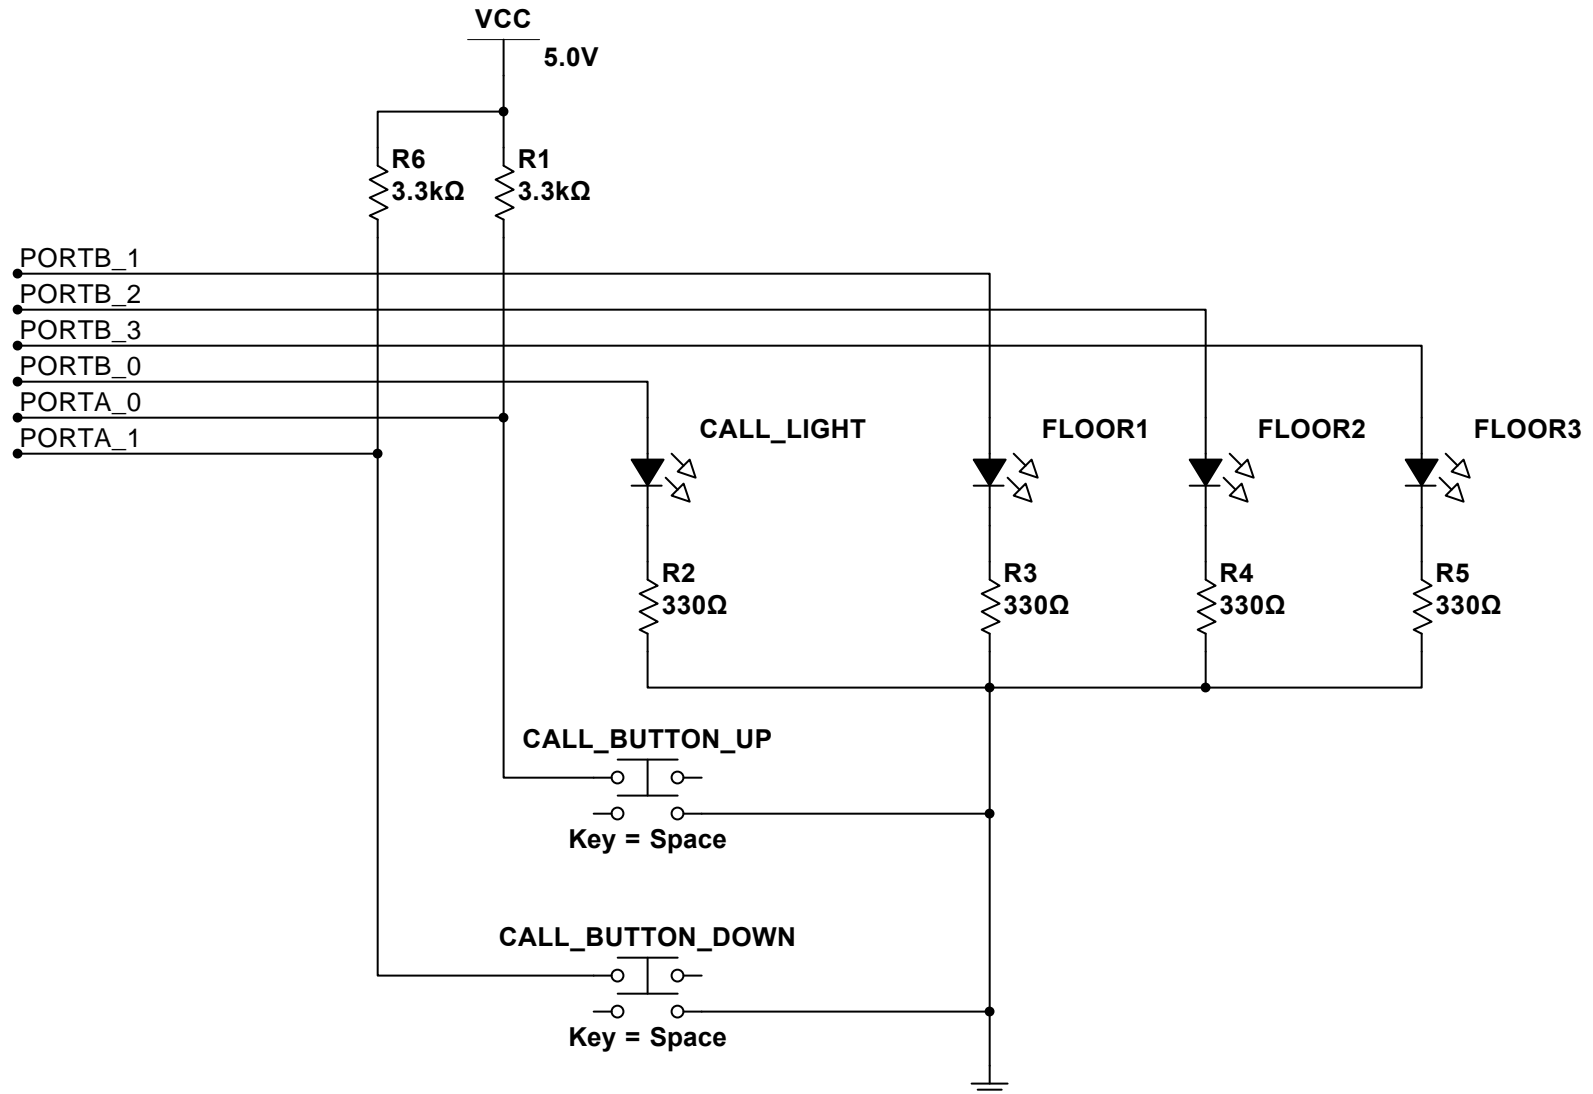 VCC
5.0V
R6
3.3kΩ
R1
3.3kΩ
PORTB_1
PORTB_2
PORTB_3
PORTB_0
PORTA_0
PORTA_1
CALL_LIGHT
FLOOR1
FLOOR2
FLOOR3
R2
330Ω
R3
330Ω
R4
330Ω
R5
330Ω
CALL_BUTTON_UP
Key = Space
CALL_BUTTON_DOWN
Key = Space